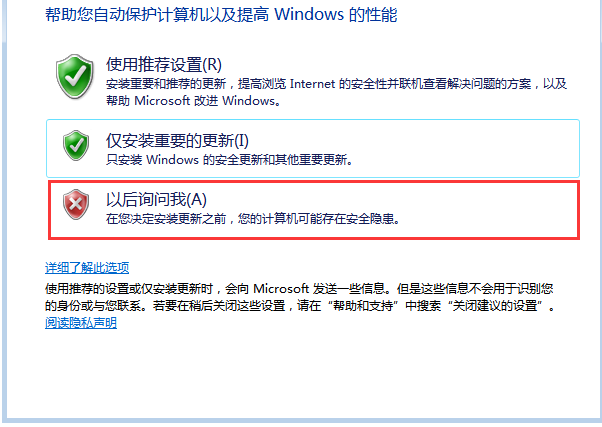 帮助您自动保护计算机以及提高 Windows 的性能
使用推荐设置(R)
安装重要和推荐的更新，提高浏览 Internet 的安全性并联机查看解决问题的方案，以及
帮助 Microsoft 改进 Windows。
仅安装重要的更新(I)
只安装 Windows 的安全更新和其他重要更新。
以后询问我(A)
在您决定安装更新之前，您的计算机可能存在安全隐患。
详细了解此选项
使用推荐的设置或仅安装更新时，会向 Microsoft 发送一些信息。但是这些信息不会用于识别您
的身份或与您联系。若要在稍后关闭这些设置，请在“帮助和支持”中搜索“关闭建议的设置”。
阅读隐私声明